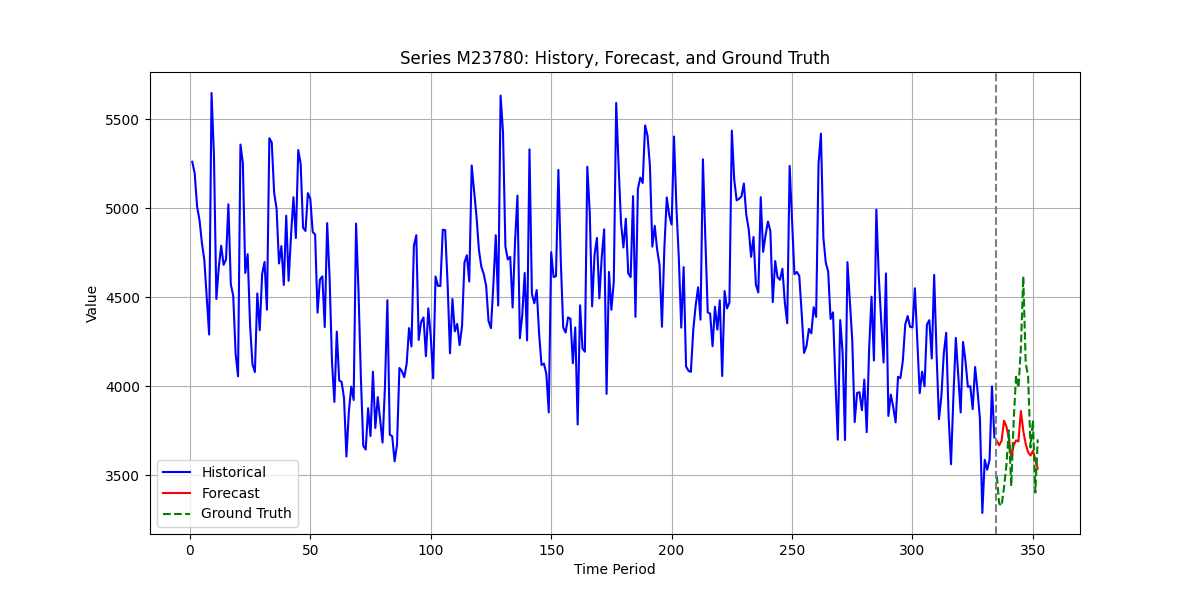 Series M23780: History, Forecast, and Ground Truth
Value
5500
5000
4500
4000
3500
Historical
Forecast
Ground Truth
0 50 100 150 200 250 300 350
Time Period